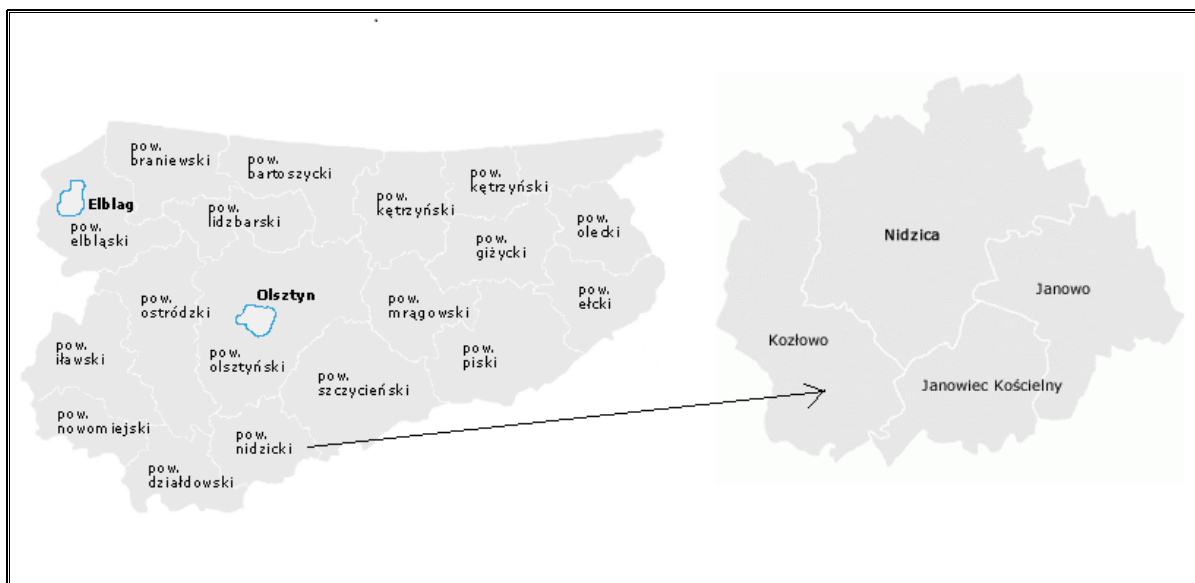 pow.
braniewski
pow.
bartoszycki
pow.
kętrzyński
pow.
kętrzyński
Elblag
pow.
elbląski
pow.
lidzbarski
pow.
giżycki
pow.
olecki
Olsztyn
pow.
ostródzki
pow.
mrągowski
pow.
ełcki
pow.
iławski
pow.
olsztyński
pow.
szczycieński
pow.
piski
pow.
nowomiejski
pow.
nidzicki
pow.
działdowski
Nidzica
Janowo
Kozłowo
Janowiec Kościelny